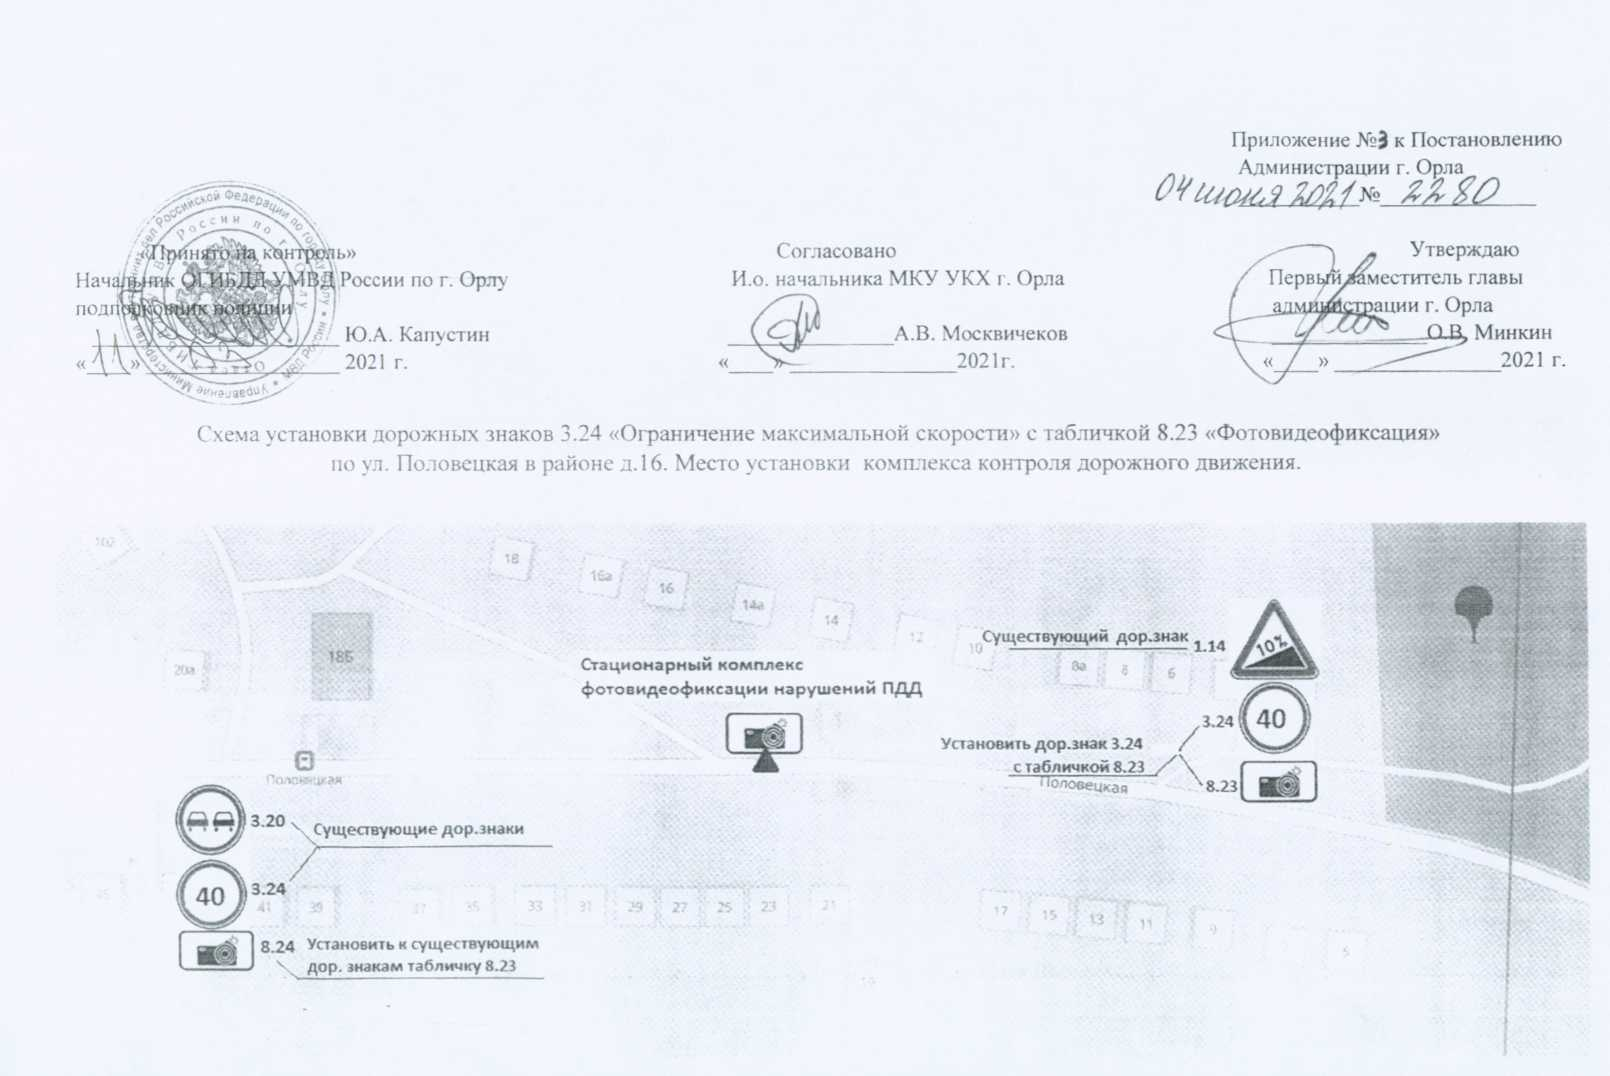 Приложение №3 к Постановлению
Администрации г. Орла
04 июня 2021 № 2280
«Принято на контроль»
Начальник ОГИБДД УМВД России по г. Орлу
подполковник полиции
Ю.А. Капустин
«11» 2021 г.
Согласовано
И.о. начальника МКУ УКХ г. Орла
А.В. Москвичеков
«____» 2021г.
Утверждаю
Первый заместитель главы
администрации г. Орла
О.В. Минкин
«____» 2021 г.
Схема установки дорожных знаков 3.24 «Ограничение максимальной скорости» с табличкой 8.23 «Фотовидеофиксация»
по ул. Половецкая в районе д.16. Место установки комплекса контроля дорожного движения.
102
18
16а
16
14а
14
12
10
8а
8
6
20а
18Б
Существующий дор.знак 1.14
10%
Стационарный комплекс
фотовидеофиксации нарушений ПДД
3.24
40
Установить дор.знак 3.24
с табличкой 8.23
8.23
Половецкая
Половецкая
3.20
Существующие дор.знаки
3.24
40
41
39
37
35
33
31
29
27
25
23
21
17
15
13
11
9
8.24
Установить к существующим
дор. знакам табличку 8.23